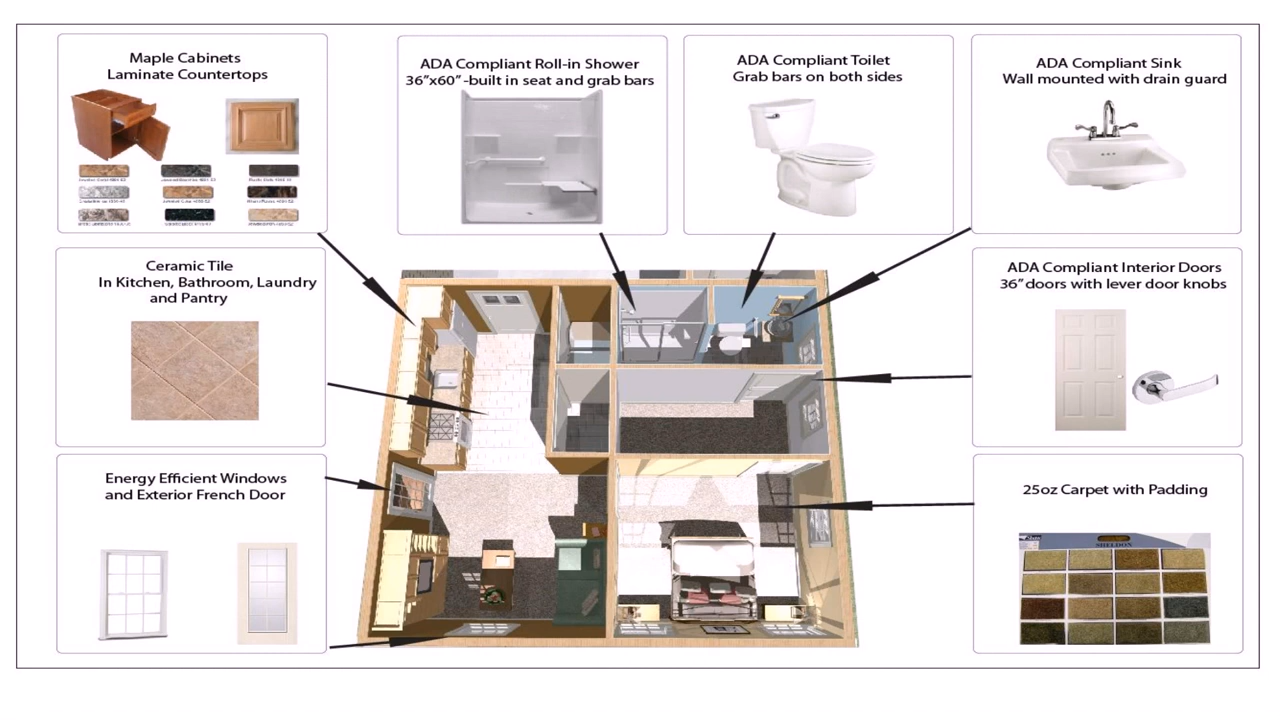 Maple Cabinets
Laminate Countertops
ADA Compliant Roll-in Shower
36”x60” -built in seat and grab bars
ADA Compliant Toilet
Grab bars on both sides
ADA Compliant Sink
Wall mounted with drain guard
Ceramic Tile
In Kitchen, Bathroom, Laundry
and Pantry
ADA Compliant Interior Doors
36” doors with lever door knobs
Energy Efficient Windows
and Exterior French Door
25oz Carpet with Padding
SHELDON